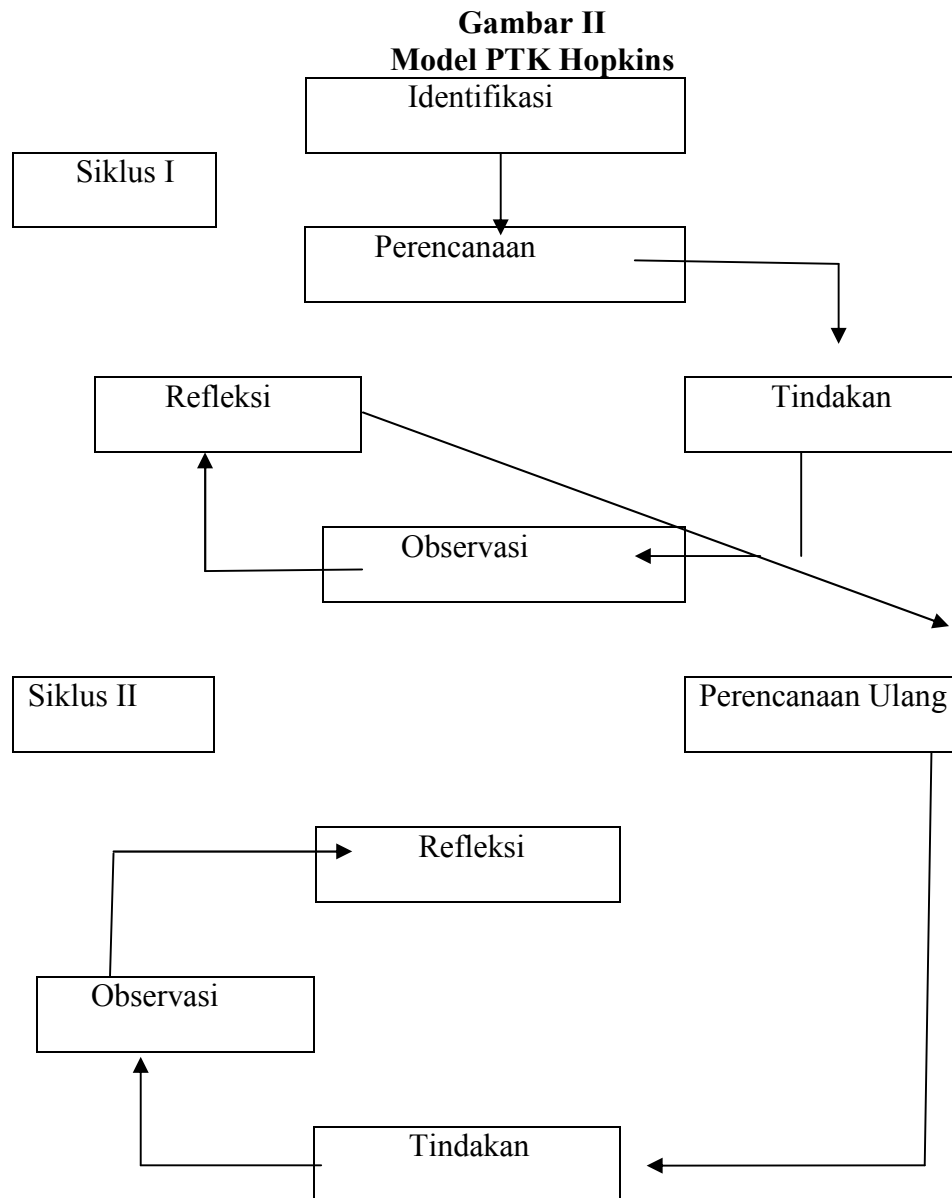 Gambar II
Model PTK Hopkins
Identifikasi
Siklus I
Perencanaan
Refleksi
Tindakan
Observasi
Siklus II
Perencanaan Ulang
Refleksi
Observasi
Tindakan